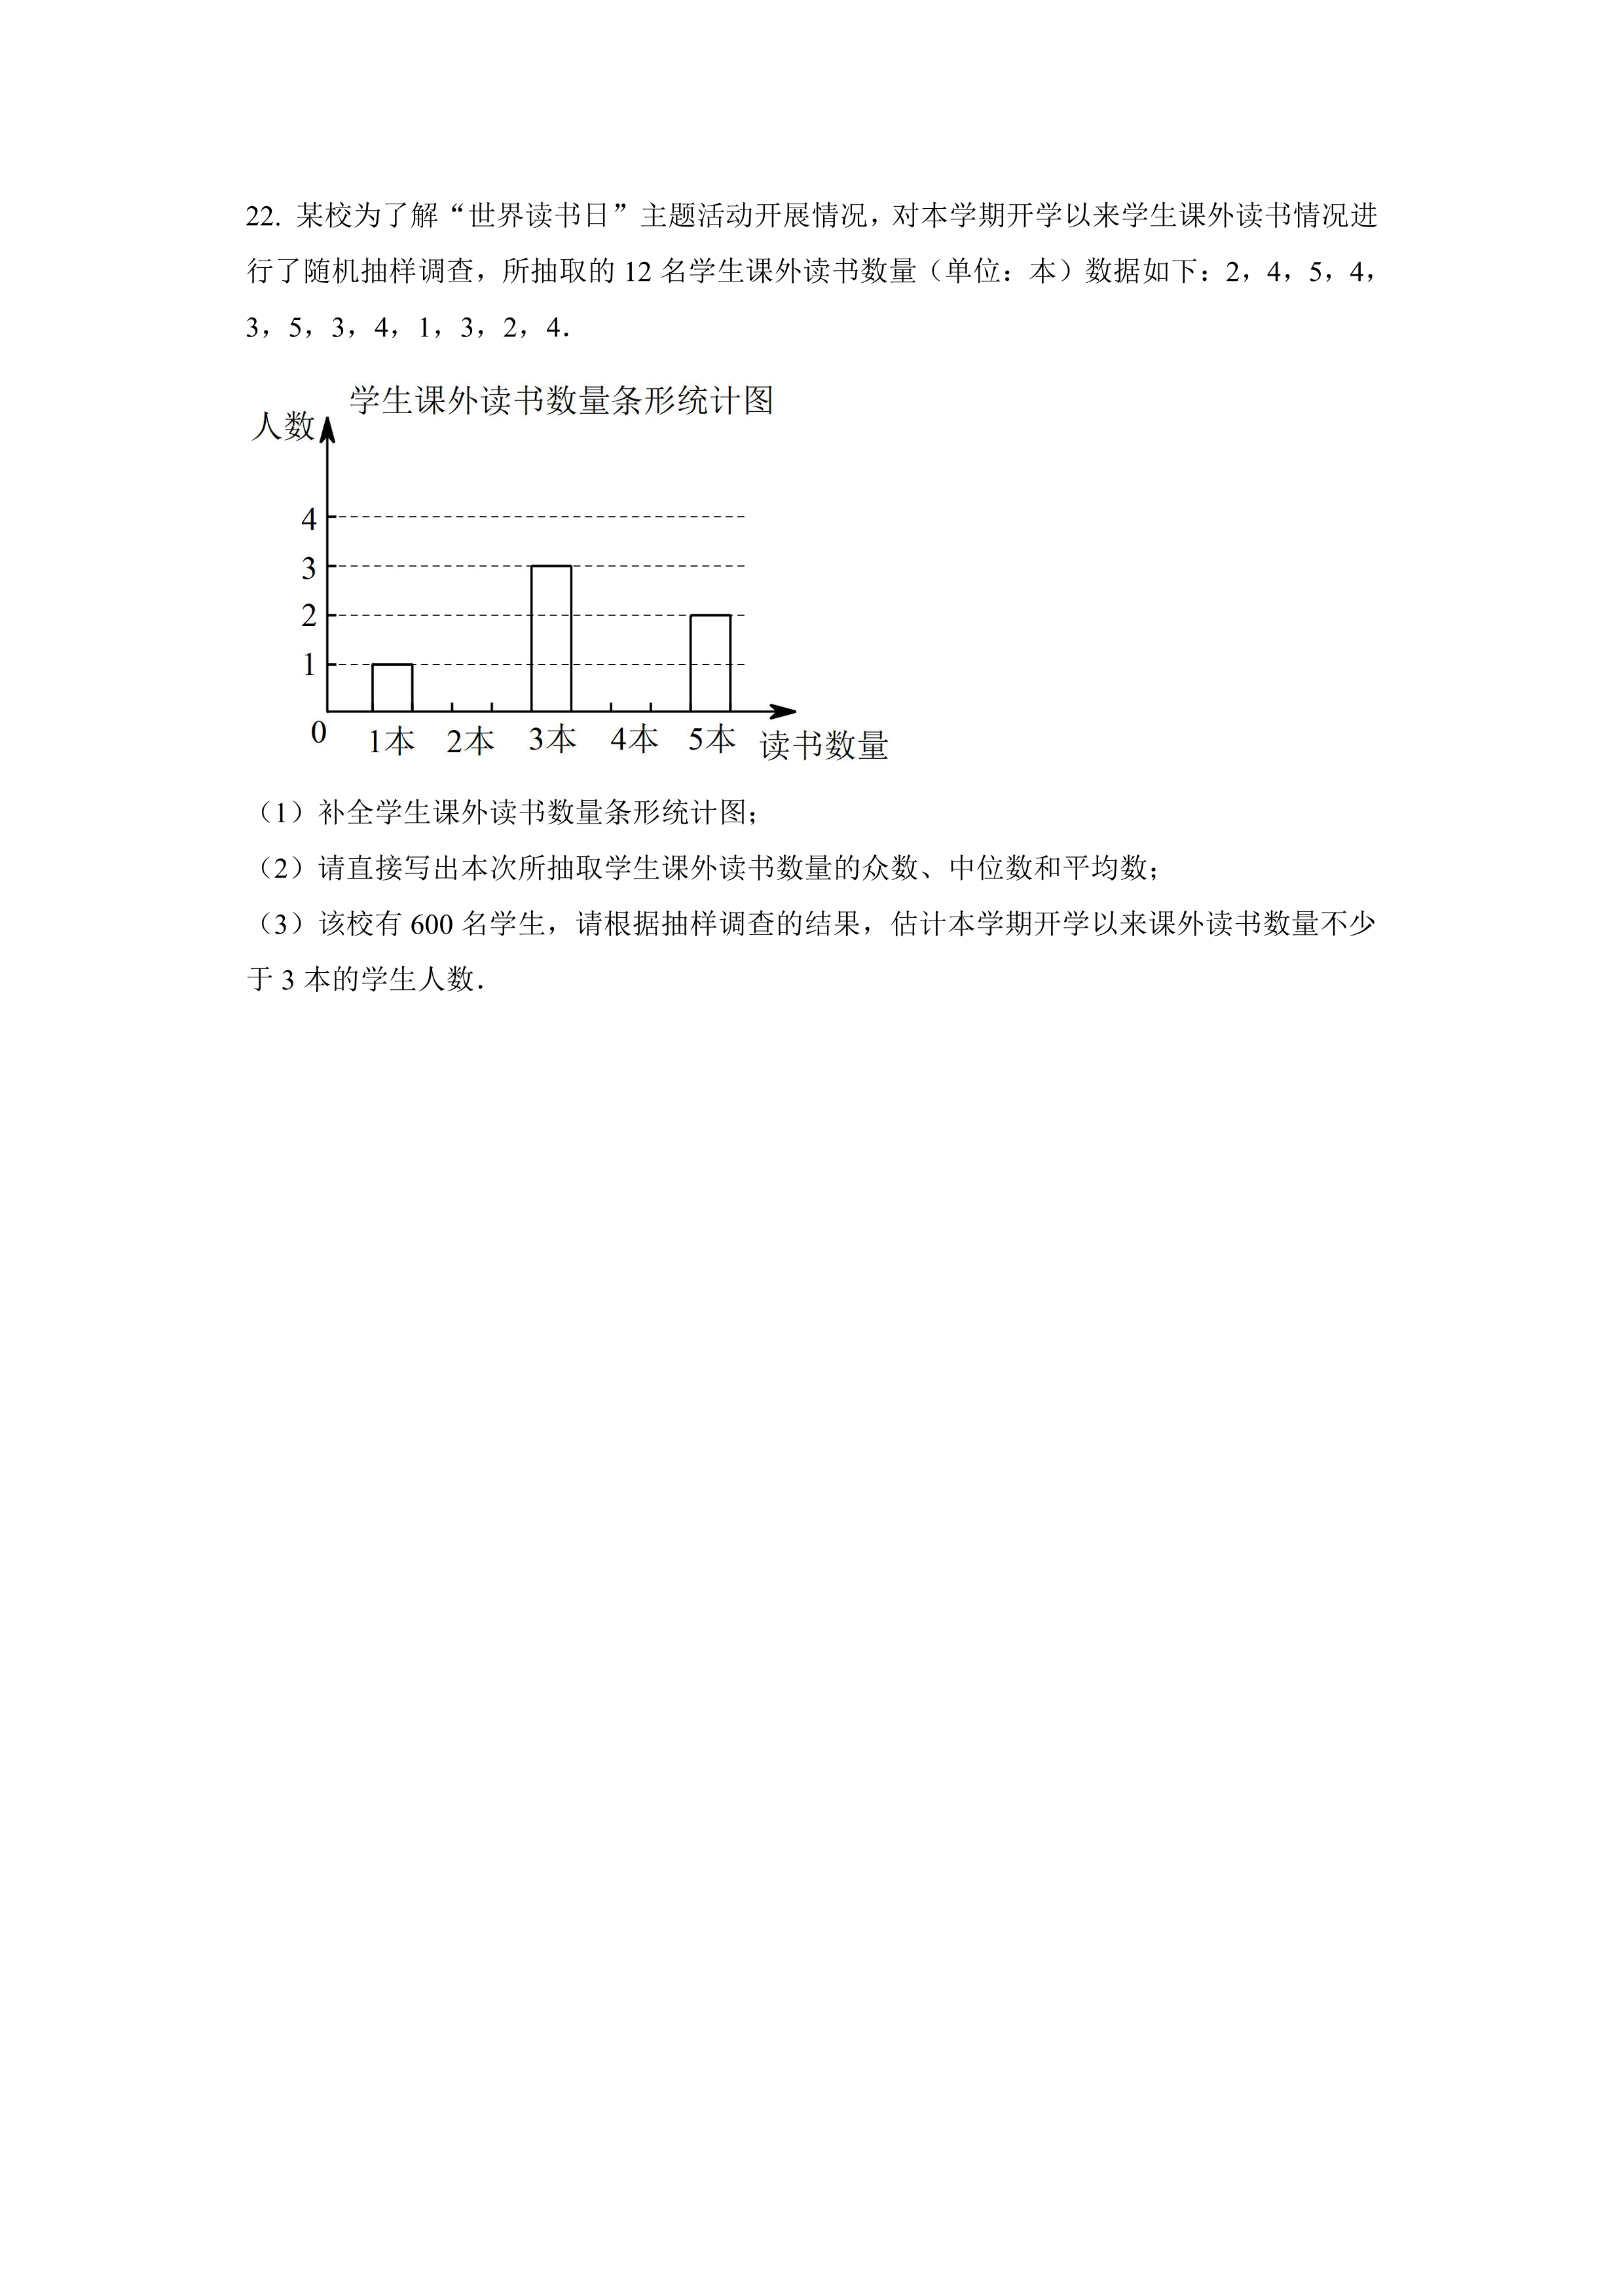 22. 某校为了解“世界读书日”主题活动开展情况，对本学期开学以来学生课外读书情况进
行了随机抽样调查，所抽取的 12 名学生课外读书数量（单位：本）数据如下：2，4，5，4，
3，5，3，4，1，3，2，4．
学生课外读书数量条形统计图
人数
4
3
2
1
0
1本 2本 3本 4本 5本 读书数量
（1）补全学生课外读书数量条形统计图；
（2）请直接写出本次所抽取学生课外读书数量的众数、中位数和平均数；
（3）该校有 600 名学生，请根据抽样调查的结果，估计本学期开学以来课外读书数量不少
于 3 本的学生人数．